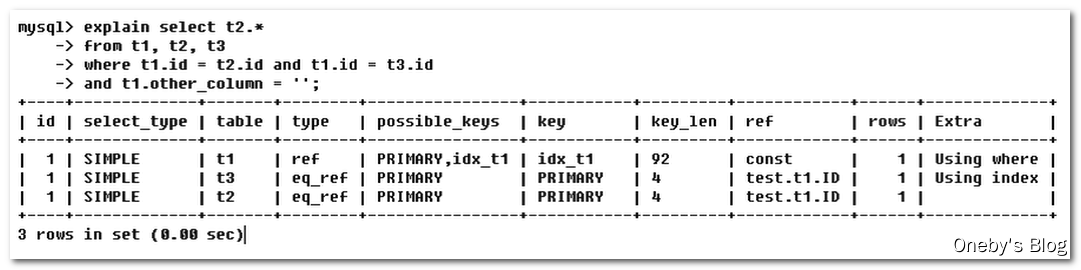 mysql> explain select t2.*
    -> from t1, t2, t3
    -> where t1.id = t2.id and t1.id = t3.id
    -> and t1.other_column = '';
+----+-------------+-------+--------+----------------+---------+---------+------------+------+-------------+
| id | select_type | table | type   | possible_keys  | key     | key_len | ref        | rows | Extra       |
+----+-------------+-------+--------+----------------+---------+---------+------------+------+-------------+
|  1 | SIMPLE      | t1    | ref    | PRIMARY,idx_t1 | idx_t1  | 92      | const      |    1 | Using where |
|  1 | SIMPLE      | t3    | eq_ref | PRIMARY        | PRIMARY | 4       | test.t1.ID |    1 | Using index |
|  1 | SIMPLE      | t2    | eq_ref | PRIMARY        | PRIMARY | 4       | test.t1.ID |    1 |             |
+----+-------------+-------+--------+----------------+---------+---------+------------+------+-------------+
3 rows in set (0.00 sec)
Oneby's Blog